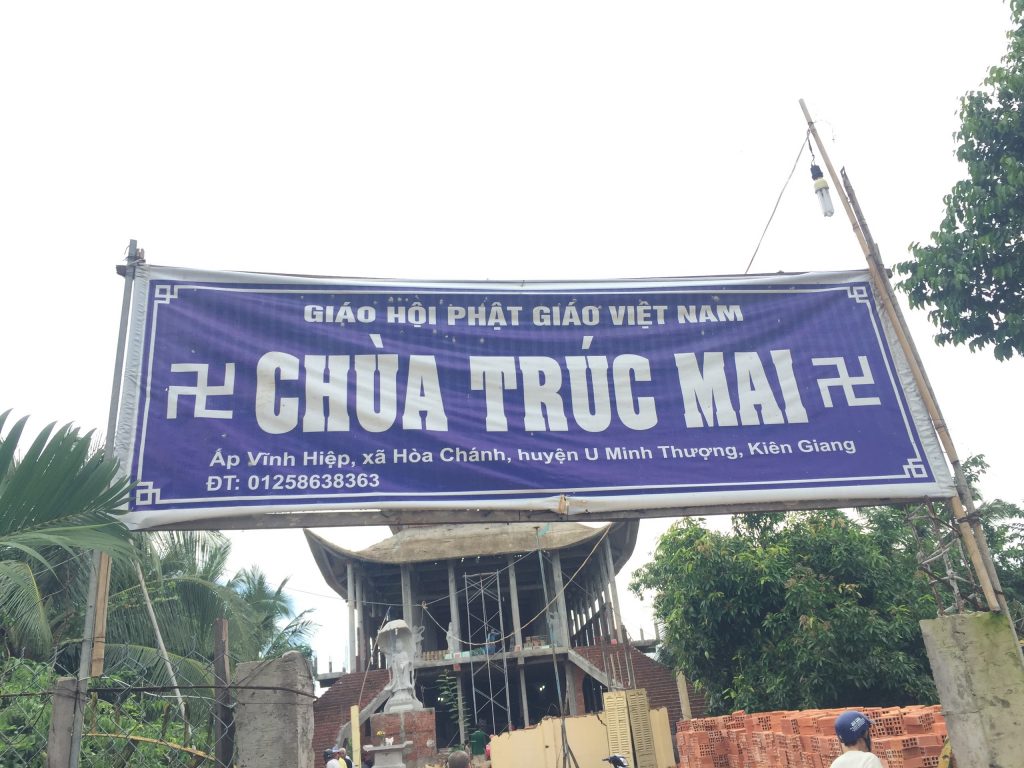 GIÁO HỘI PHẬT GIÁO VIỆT NAM
卍 CHÙA TRÚC MAI 卍
Ấp Vĩnh Hiệp, xã Hòa Chánh, huyện U Minh Thượng, Kiên Giang
ĐT: 01258638363